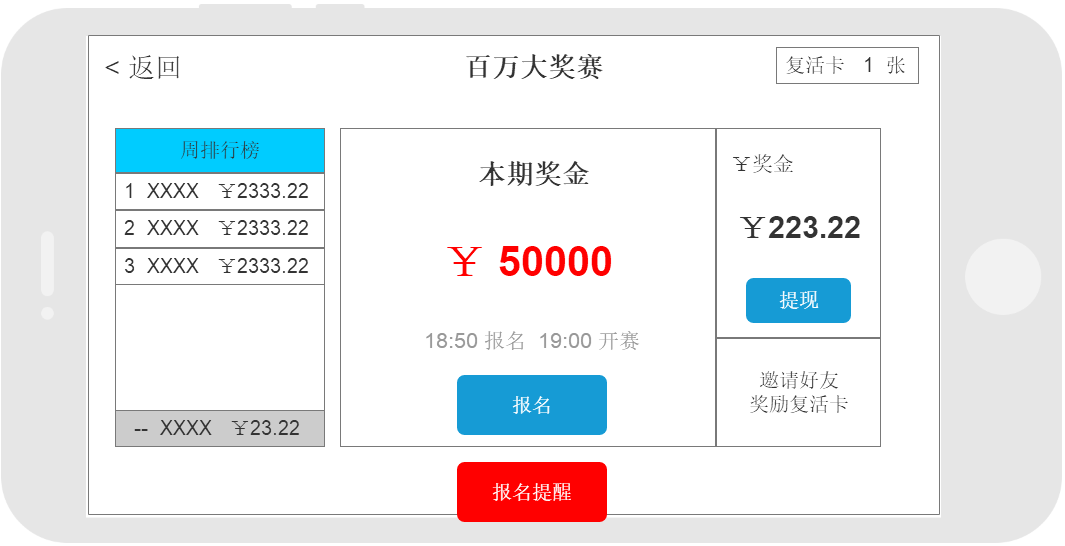 < 返回
百万大奖赛
复活卡 1 张
周排行榜
1 XXXX ￥2333.22
2 XXXX ￥2333.22
3 XXXX ￥2333.22
-- XXXX ￥23.22
本期奖金
￥ 50000
18:50 报名 19:00 开赛
报名
报名提醒
￥奖金
￥223.22
提现
邀请好友
奖励复活卡